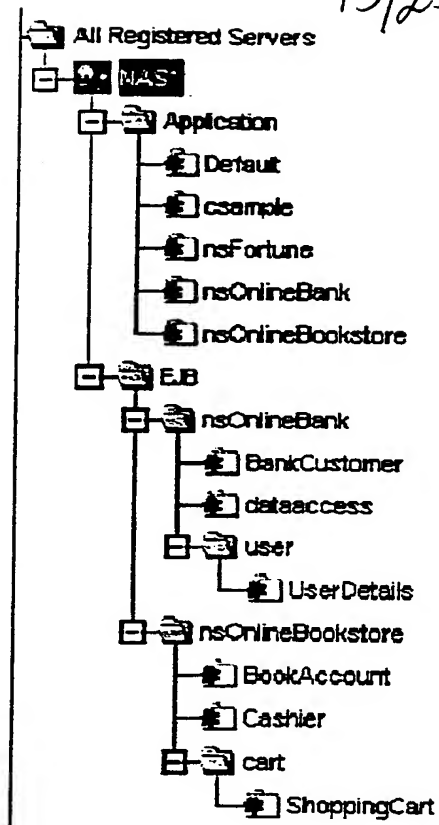 All Registered Servers
NAS1
Application
Default
csample
nsFortune
nsOnlineBank
nsOnlineBookstore
EJB
nsOnlineBank
BankCustomer
dataaccess
user
UserDetails
nsOnlineBookstore
BookAccount
Cashier
cart
ShoppingCart